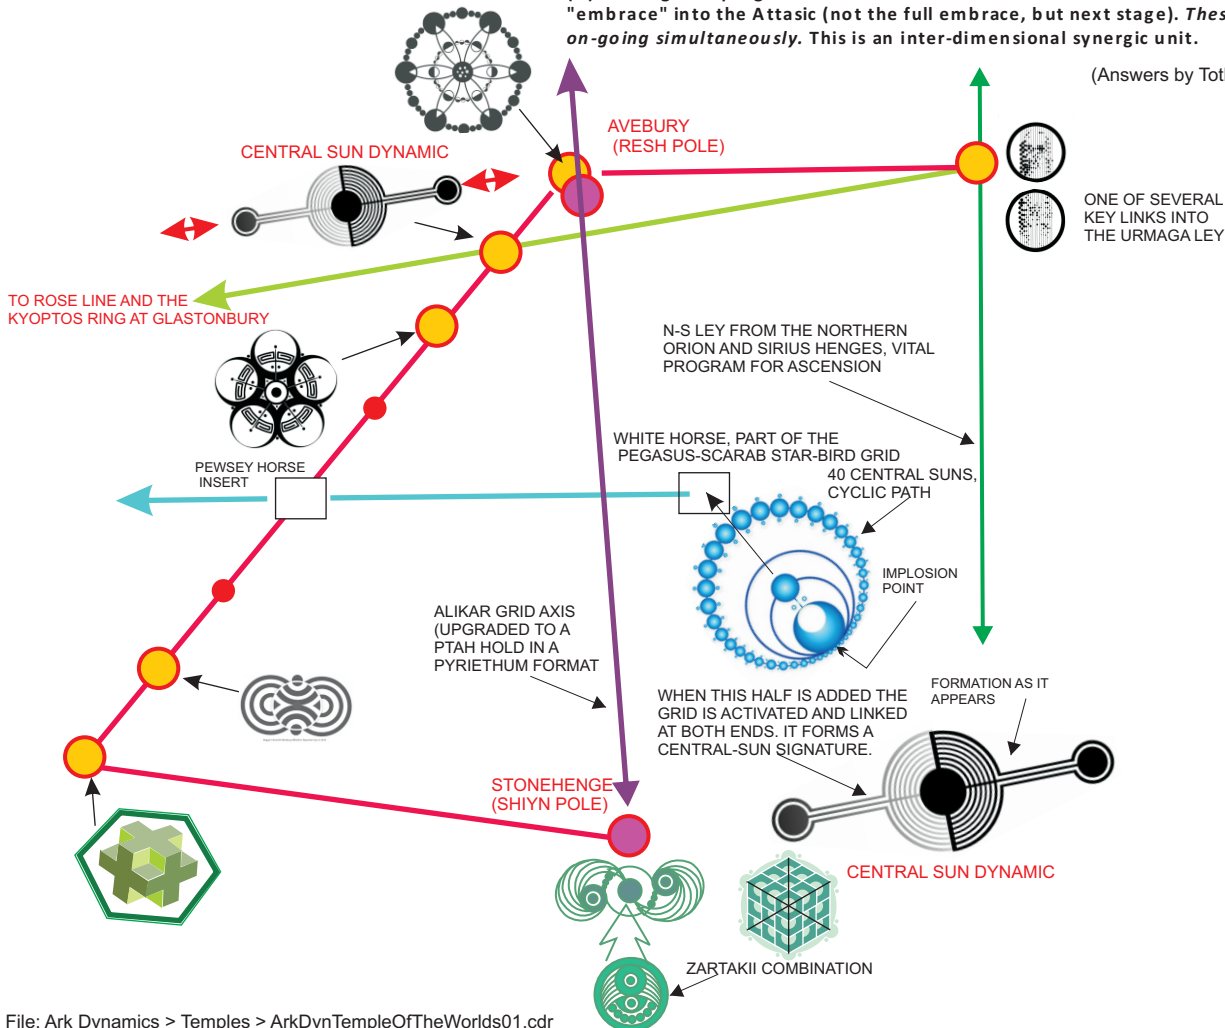 "embrace" into the Attasic (not the full embrace, but next stage). Thes
on-going simultaneously. This is an inter-dimensional synergic unit.
(Answers by Totl
AVEBURY
(RESH POLE)
CENTRAL SUN DYNAMIC
ONE OF SEVERAL
KEY LINKS INTO
THE URMAGA LEY
TO ROSE LINE AND THE
KYOPTOS RING AT GLASTONBURY
N-S LEY FROM THE NORTHERN
ORION AND SIRIUS HENGES, VITAL
PROGRAM FOR ASCENSION
WHITE HORSE, PART OF THE
PEGASUS-SCARAB STAR-BIRD GRID
PEWSEY HORSE
INSERT
40 CENTRAL SUNS,
CYCLIC PATH
IMPLOSION
POINT
ALIKAR GRID AXIS
(UPGRADED TO A
PTAH HOLD IN A
PYRIETHUM FORMAT
WHEN THIS HALF IS ADDED THE
GRID IS ACTIVATED AND LINKED
AT BOTH ENDS. IT FORMS A
CENTRAL-SUN SIGNATURE.
FORMATION AS IT
APPEARS
STONEHENGE
(SHIYN POLE)
CENTRAL SUN DYNAMIC
ZARTAKII COMBINATION
File: Ark Dynamics > Temples > ArkDynTempleOfTheWorlds01.cdr